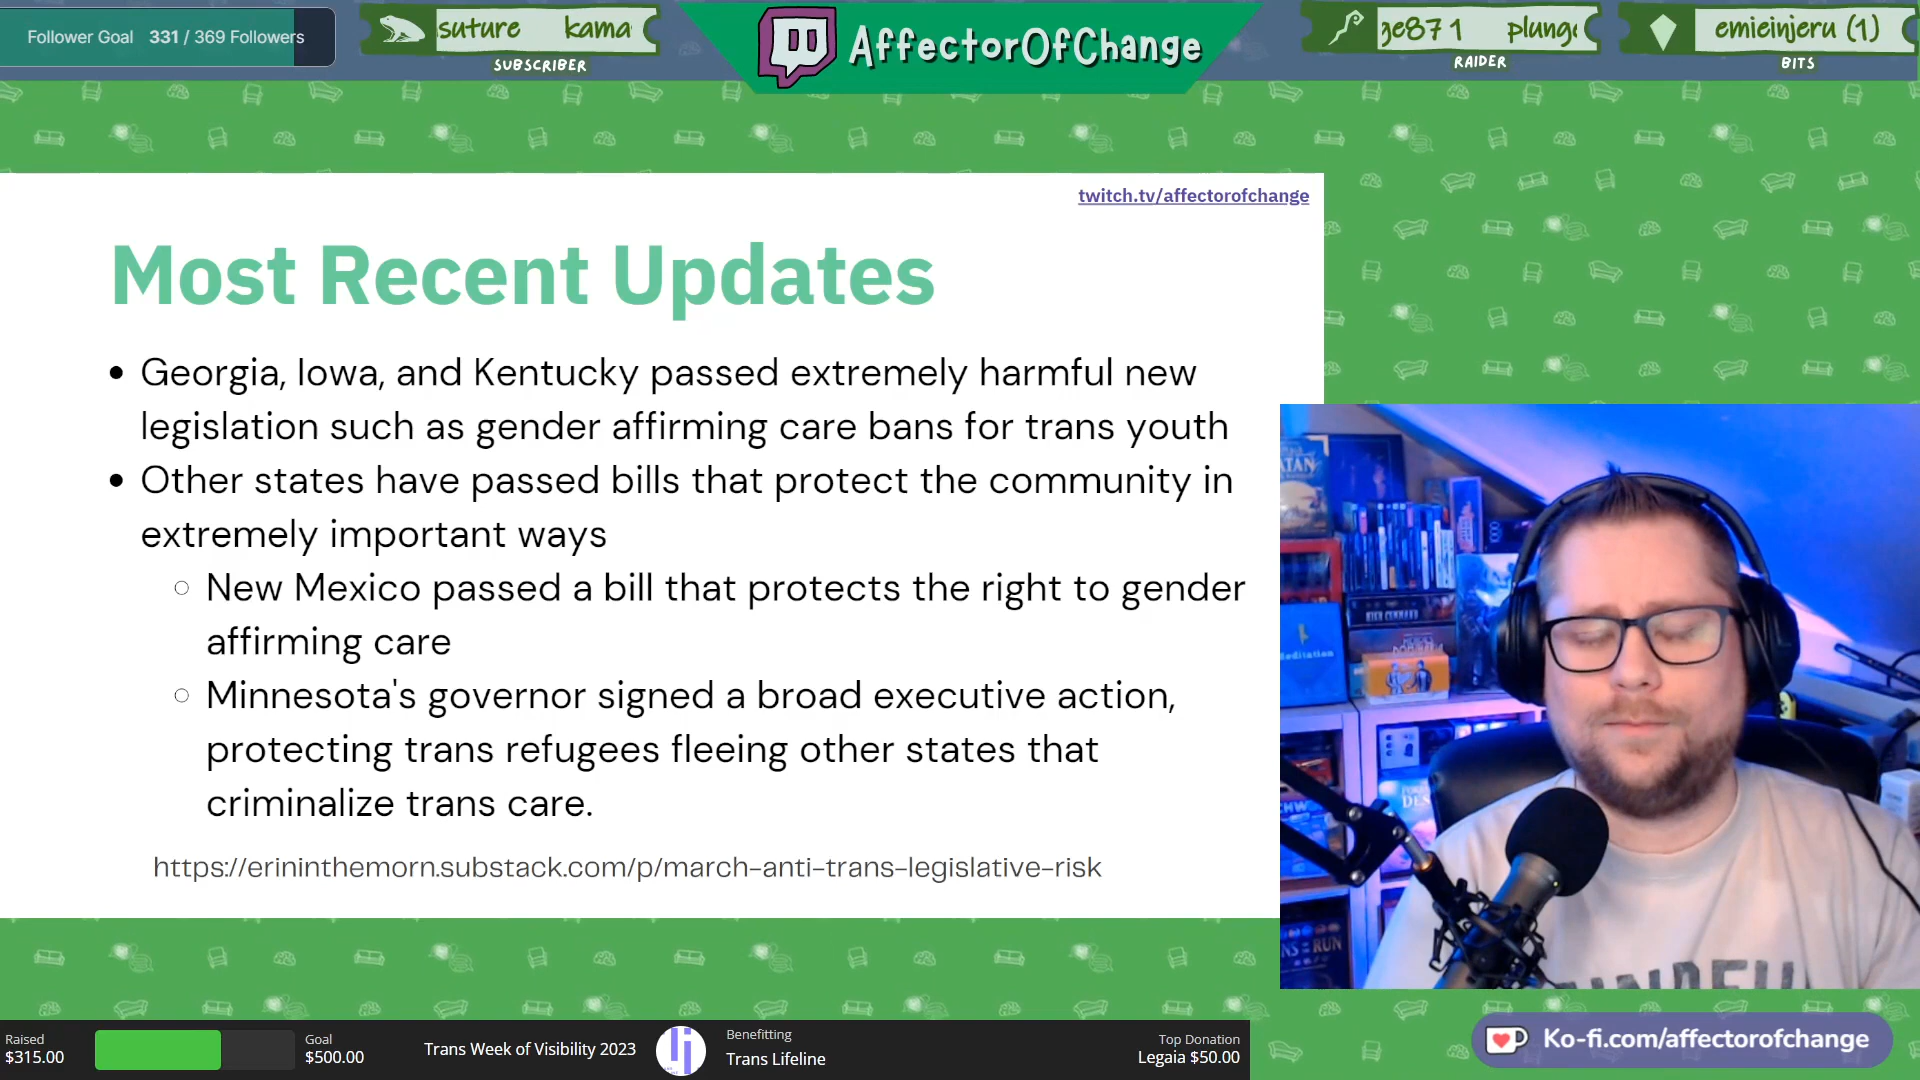 Follower Goal 331 / 369 Followers
suture kama
SUBSCRIBER
AffectorOfChange
ge871 plunge
RAIDER
emieinjeru (1)
BITS
twitch.tv/affectorofchange
Most Recent Updates
• Georgia, Iowa, and Kentucky passed extremely harmful new
legislation such as gender affirming care bans for trans youth
• Other states have passed bills that protect the community in
extremely important ways
○ New Mexico passed a bill that protects the right to gender
affirming care
○ Minnesota's governor signed a broad executive action,
protecting trans refugees fleeing other states that
criminalize trans care.
https://erininthemorn.substack.com/p/march-anti-trans-legislative-risk
HIGH COMMAND
Raised
$315.00
Goal
$500.00
Trans Week of Visibility 2023
Benefitting
Trans Lifeline
Top Donation
Legaia $50.00
Ko-fi.com/affectorofchange